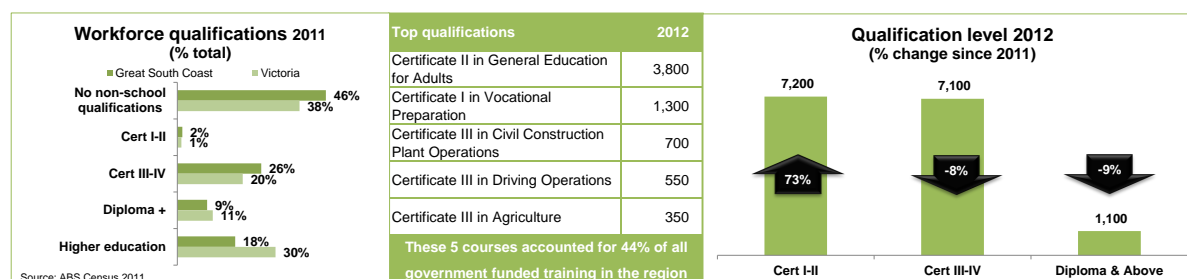 Workforce qualifications 2011
(% total)
Great South Coast
Victoria
No non-school
qualifications
46%
38%
Cert I-II
2%
1%
Cert III-IV
26%
20%
Diploma +
9%
11%
Higher education
18%
30%
Source: ABS Census 2011
Top qualifications 2012
Certificate II in General Education
for Adults
3,800
Certificate I in Vocational
Preparation
1,300
Certificate III in Civil Construction
Plant Operations
700
Certificate III in Driving Operations 550
Certificate III in Agriculture 350
These 5 courses accounted for 44% of all
government funded training in the region
Qualification level 2012
(% change since 2011)
7,200
7,100
1,100
73%
-8%
-9%
Cert I-II
Cert III-IV
Diploma & Above